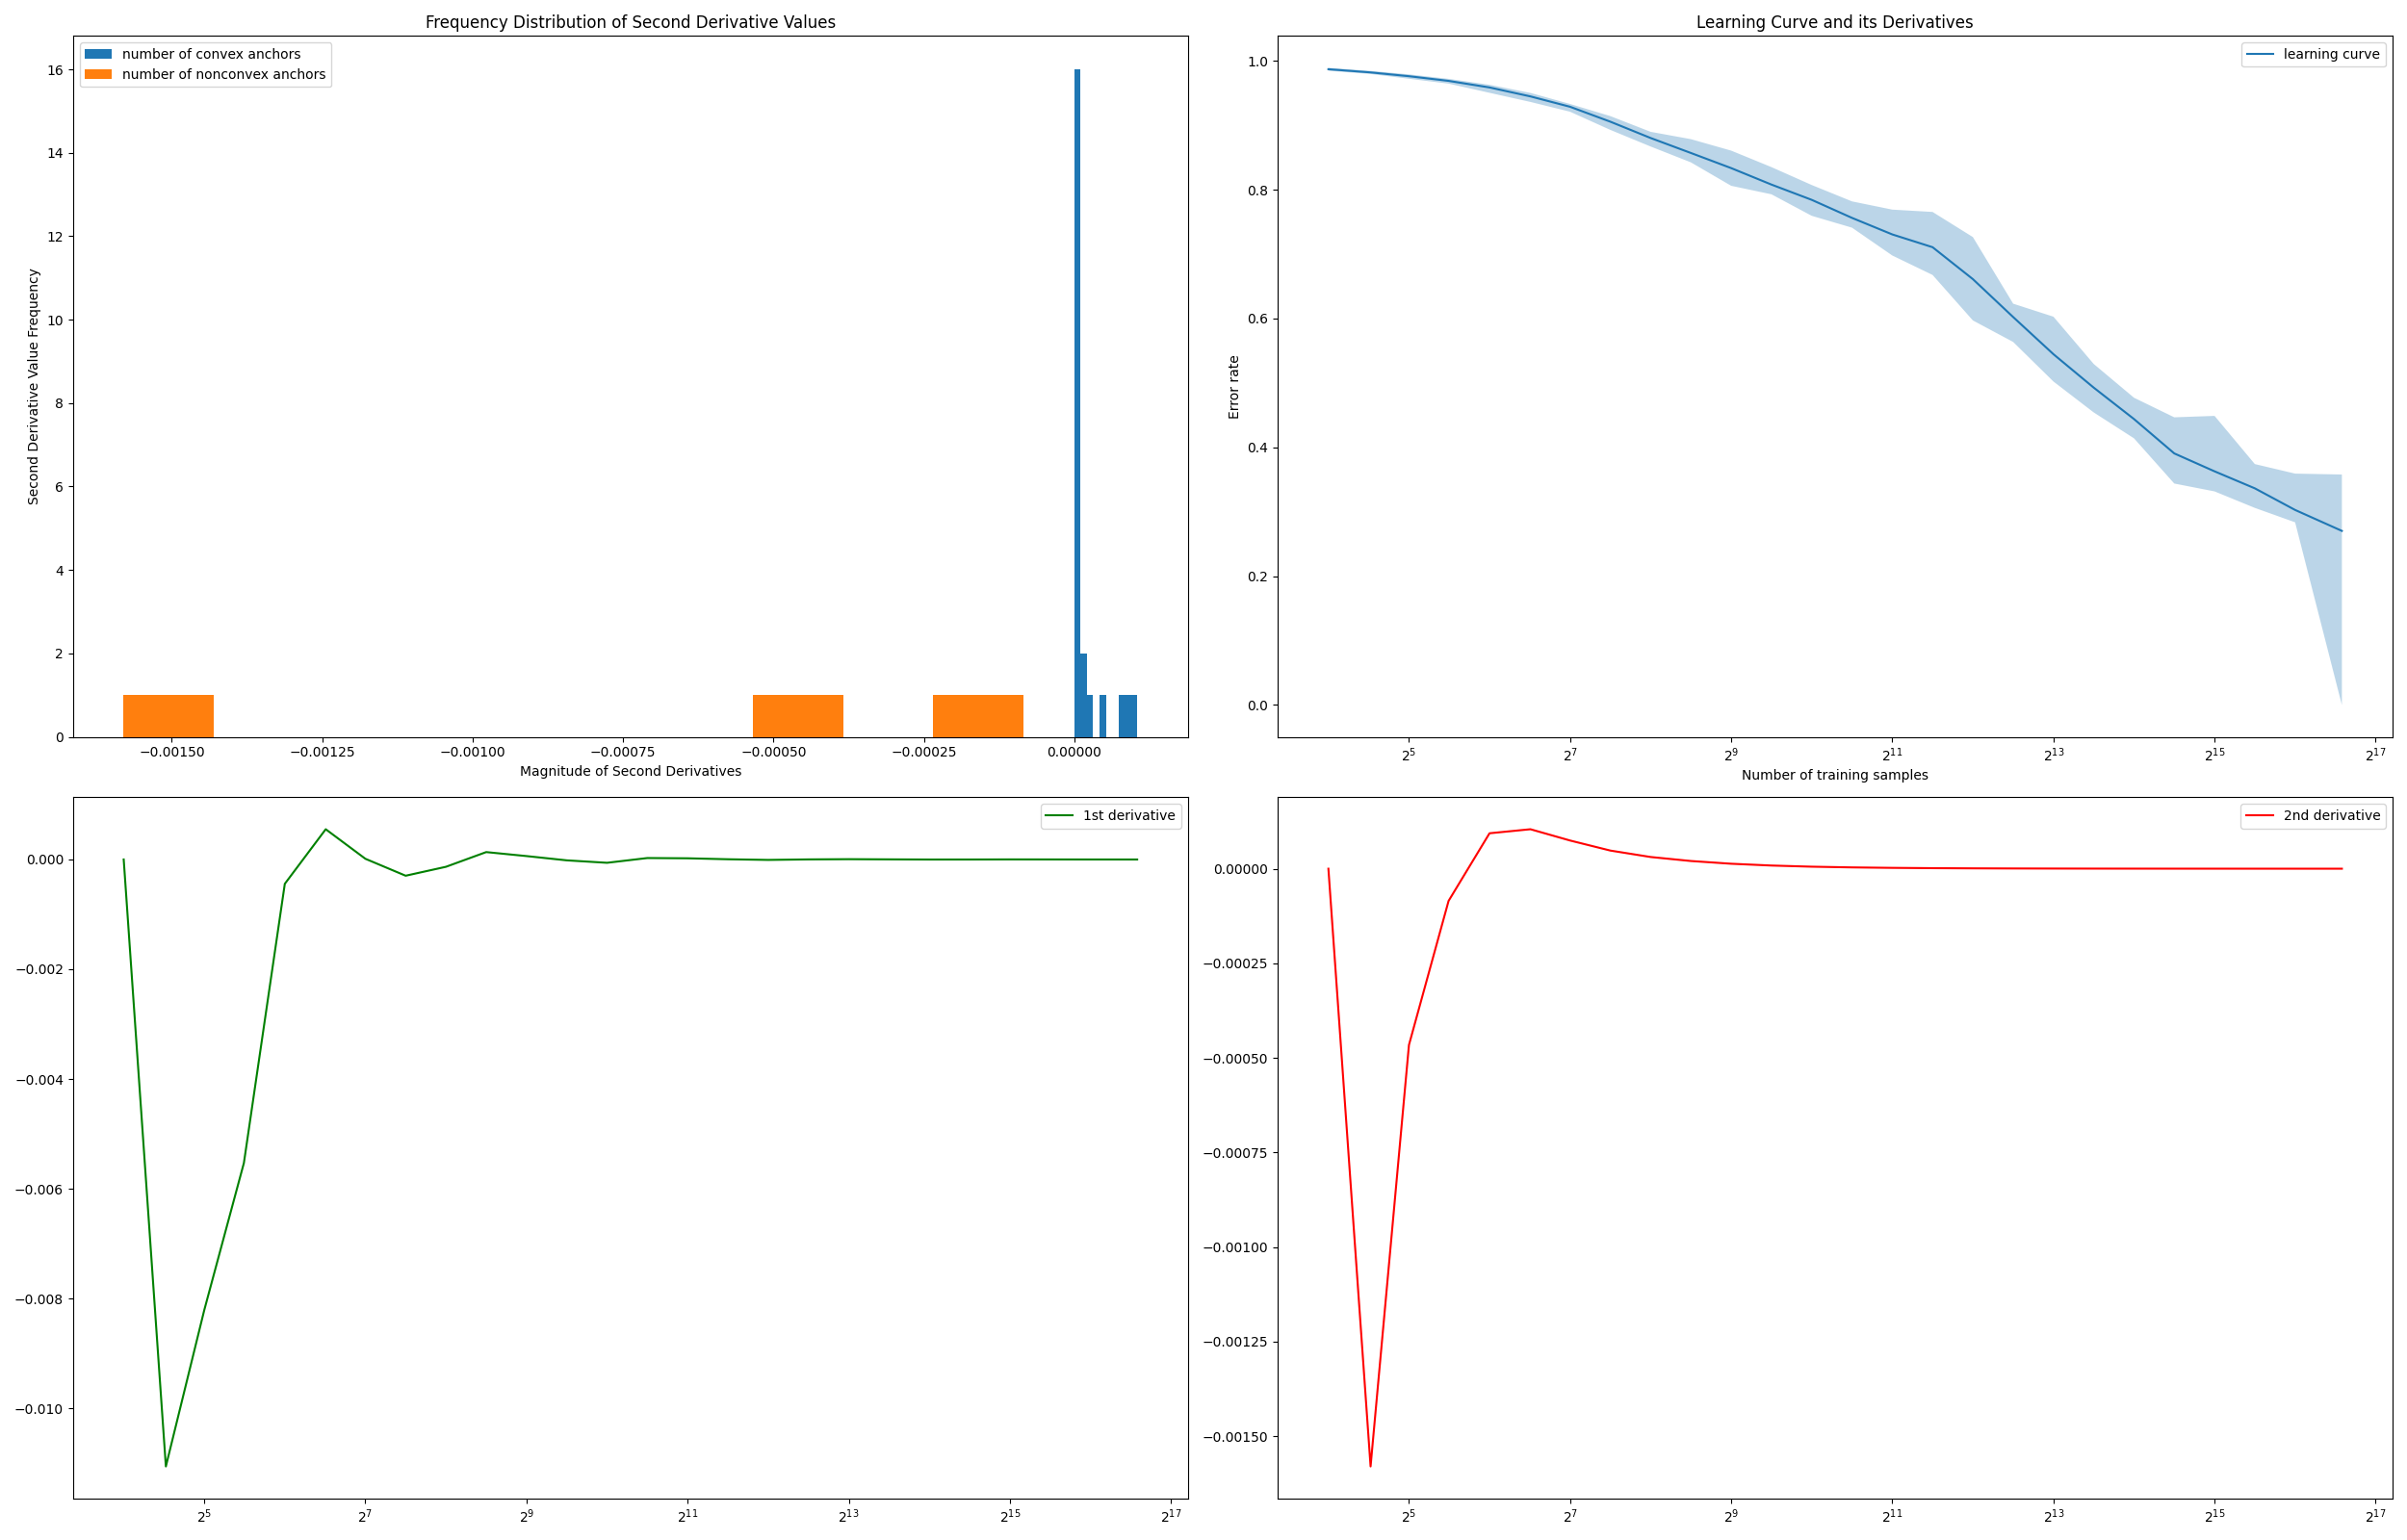 Frequency Distribution of Second Derivative Values
number of convex anchors
number of nonconvex anchors
Second Derivative Value Frequency
16
14
12
10
8
6
4
2
0
−0.00150 −0.00125 −0.00100 −0.00075 −0.00050 −0.00025 0.00000
Magnitude of Second Derivatives
Learning Curve and its Derivatives
learning curve
Error rate
1.0
0.8
0.6
0.4
0.2
0.0
2^5 2^7 2^9 2^11 2^13 2^15 2^17
Number of training samples
1st derivative
0.000
−0.002
−0.004
−0.006
−0.008
−0.010
2^5 2^7 2^9 2^11 2^13 2^15 2^17
2nd derivative
0.00000
−0.00025
−0.00050
−0.00075
−0.00100
−0.00125
−0.00150
2^5 2^7 2^9 2^11 2^13 2^15 2^17